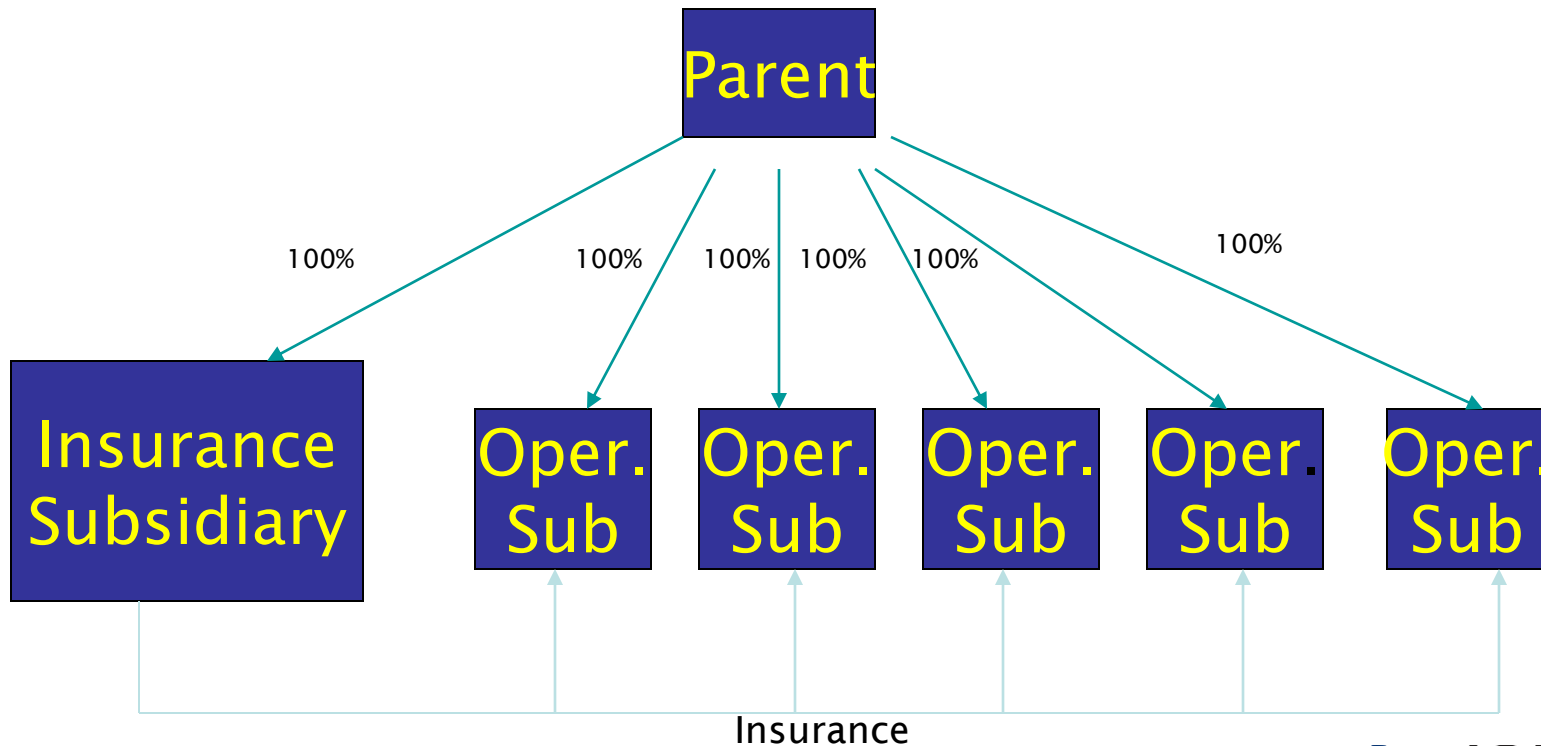 Parent
100%
100%
100%
100%
100%
100%
Insurance
Subsidiary
Oper.
Sub
Oper.
Sub
Oper.
Sub
Oper.
Sub
Oper.
Sub
Insurance